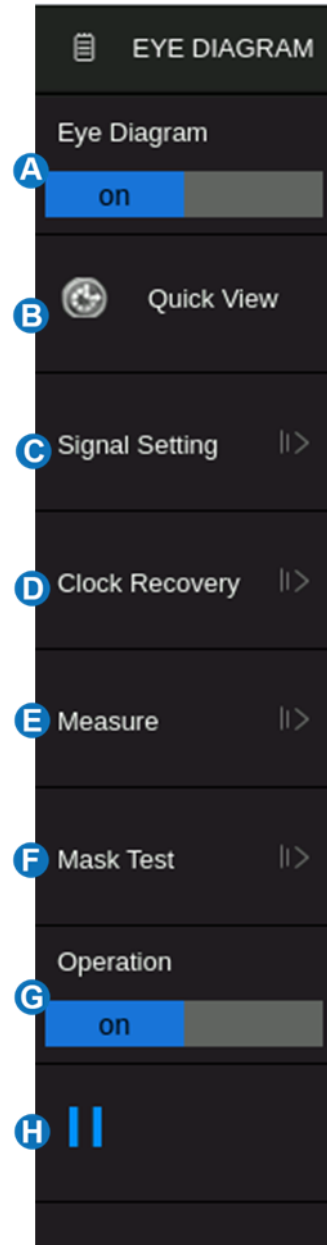 EYE DIAGRAM
Eye Diagram
A
on
B
Quick View
C
Signal Setting
D
Clock Recovery
E
Measure
F
Mask Test
Operation
G
on
H